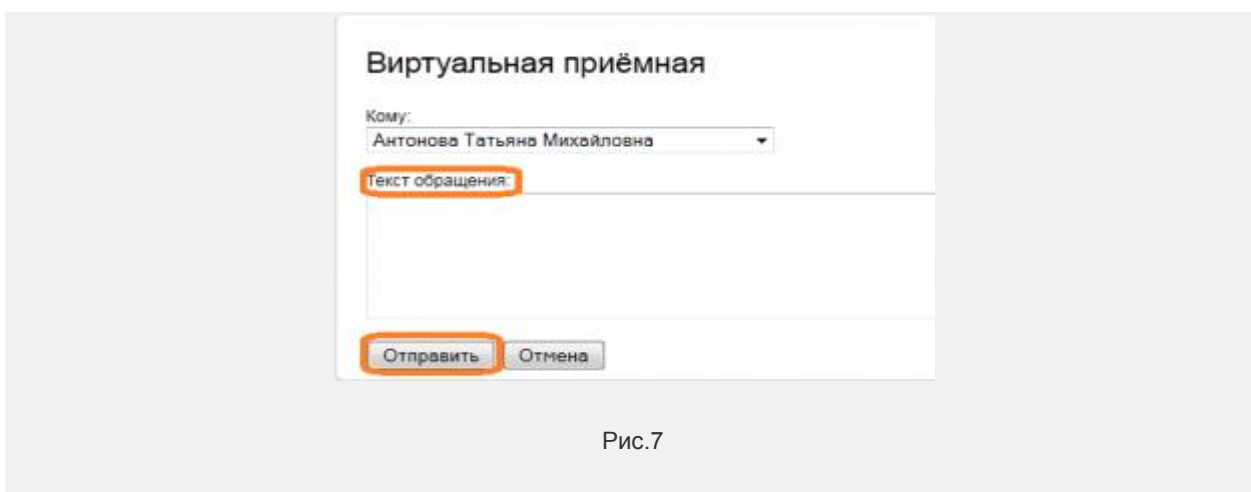 Виртуальная приёмная
Кому:
Антонова Татьяна Михайловна
Текст обращения:
Отправить Отмена
Рис.7